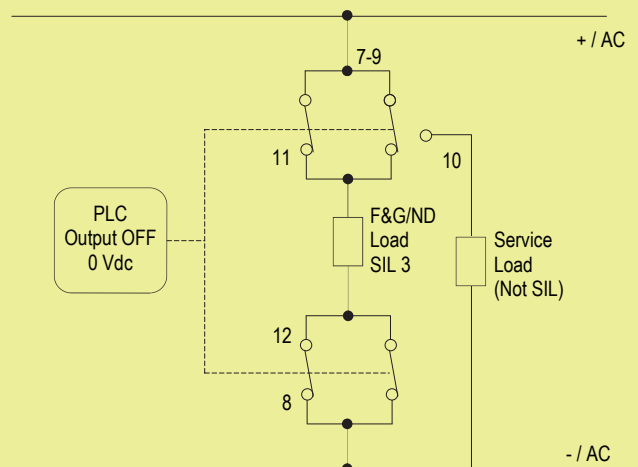 + / AC
7-9
11
10
PLC
Output OFF
0 Vdc
F&G/ND
Load
SIL 3
Service
Load
(Not SIL)
12
8
- / AC